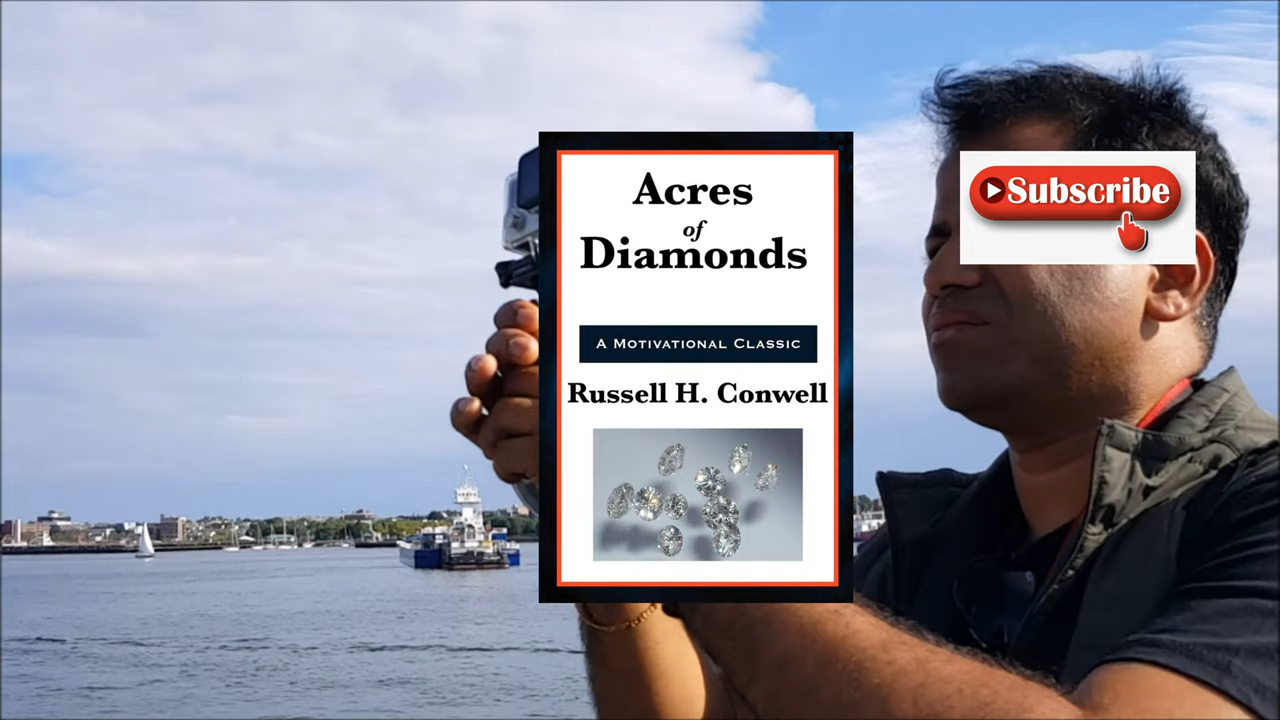 Acres
of
Diamonds
A Motivational Classic
Russell H. Conwell
Subscribe